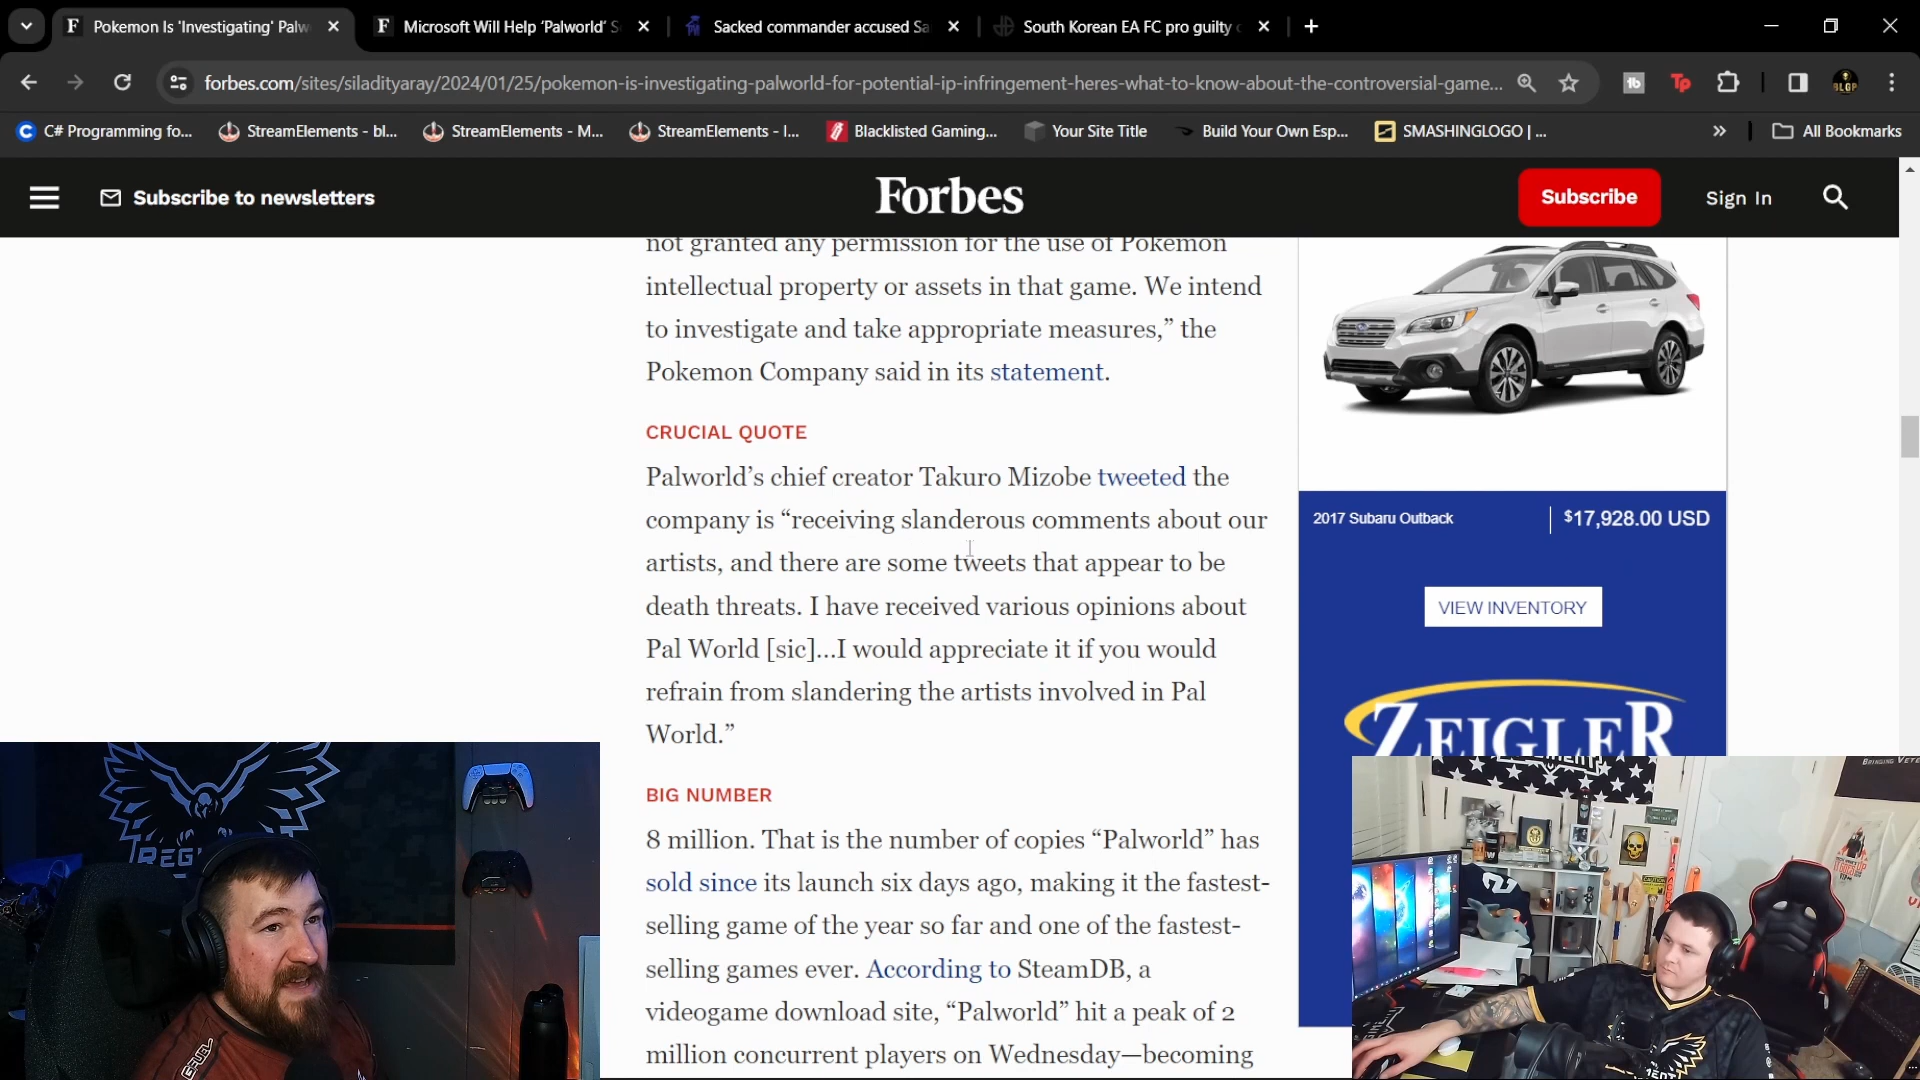 Pokemon Is 'Investigating' Palw
Microsoft Will Help 'Palworld' S
Sacked commander accused Sa
South Korean EA FC pro guilty
forbes.com/sites/siladityaray/2024/01/25/pokemon-is-investigating-palworld-for-potential-ip-infringement-heres-what-to-know-about-the-controversial-game...
C# Programming fo...
StreamElements - bl...
StreamElements - M...
StreamElements - I...
Blacklisted Gaming...
Your Site Title
Build Your Own Esp...
SMASHINGLOGO | ...
All Bookmarks
Subscribe to newsletters
Forbes
Subscribe
Sign In
not granted any permission for the use of Pokemon
intellectual property or assets in that game. We intend
to investigate and take appropriate measures,” the
Pokemon Company said in its statement.
CRUCIAL QUOTE
Palworld’s chief creator Takuro Mizobe tweeted the
company is “receiving slanderous comments about our
artists, and there are some tweets that appear to be
death threats. I have received various opinions about
Pal World [sic]...I would appreciate it if you would
refrain from slandering the artists involved in Pal
World.”
BIG NUMBER
8 million. That is the number of copies “Palworld” has
sold since its launch six days ago, making it the fastest-
selling game of the year so far and one of the fastest-
selling games ever. According to SteamDB, a
videogame download site, “Palworld” hit a peak of 2
million concurrent players on Wednesday—becoming
2017 Subaru Outback
$17,928.00 USD
VIEW INVENTORY
ZEIGLER
REG
GFUEL